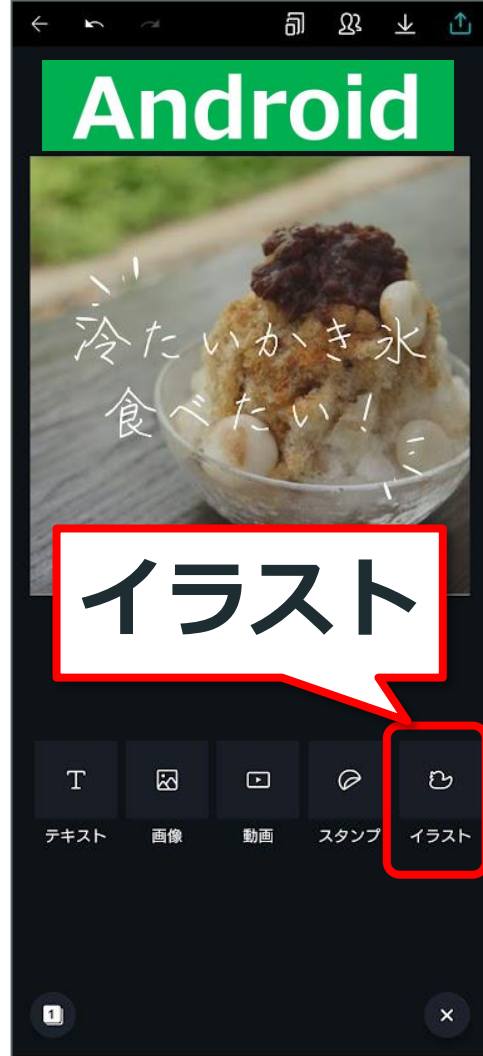 Android
冷たいかき氷
食べたい！
イラスト
テキスト 画像 動画 スタンプ イラスト
1